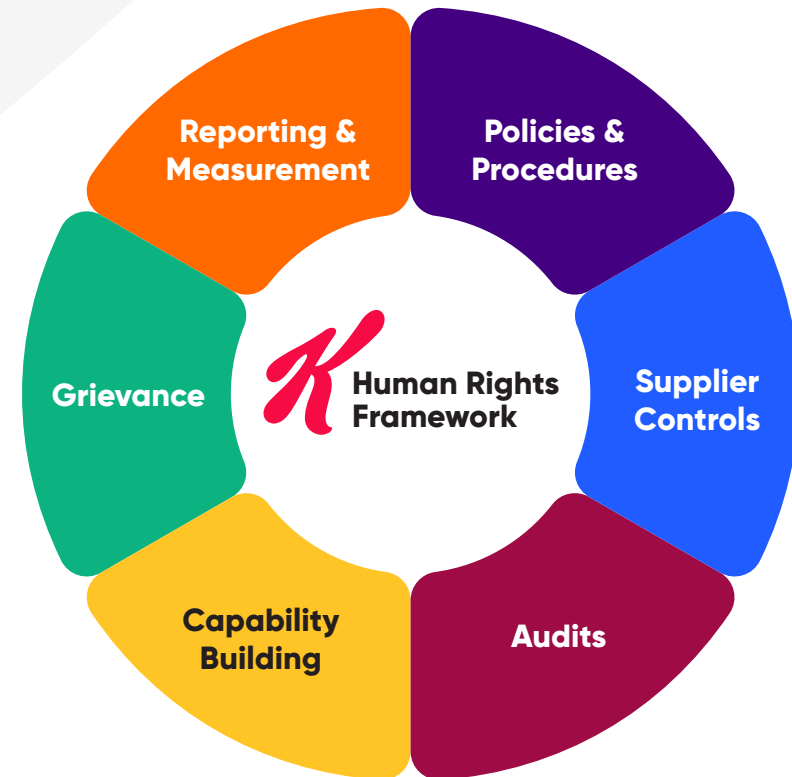 Reporting &
Measurement
Policies &
Procedures
Grievance
K
Human Rights
Framework
Supplier
Controls
Capability
Building
Audits